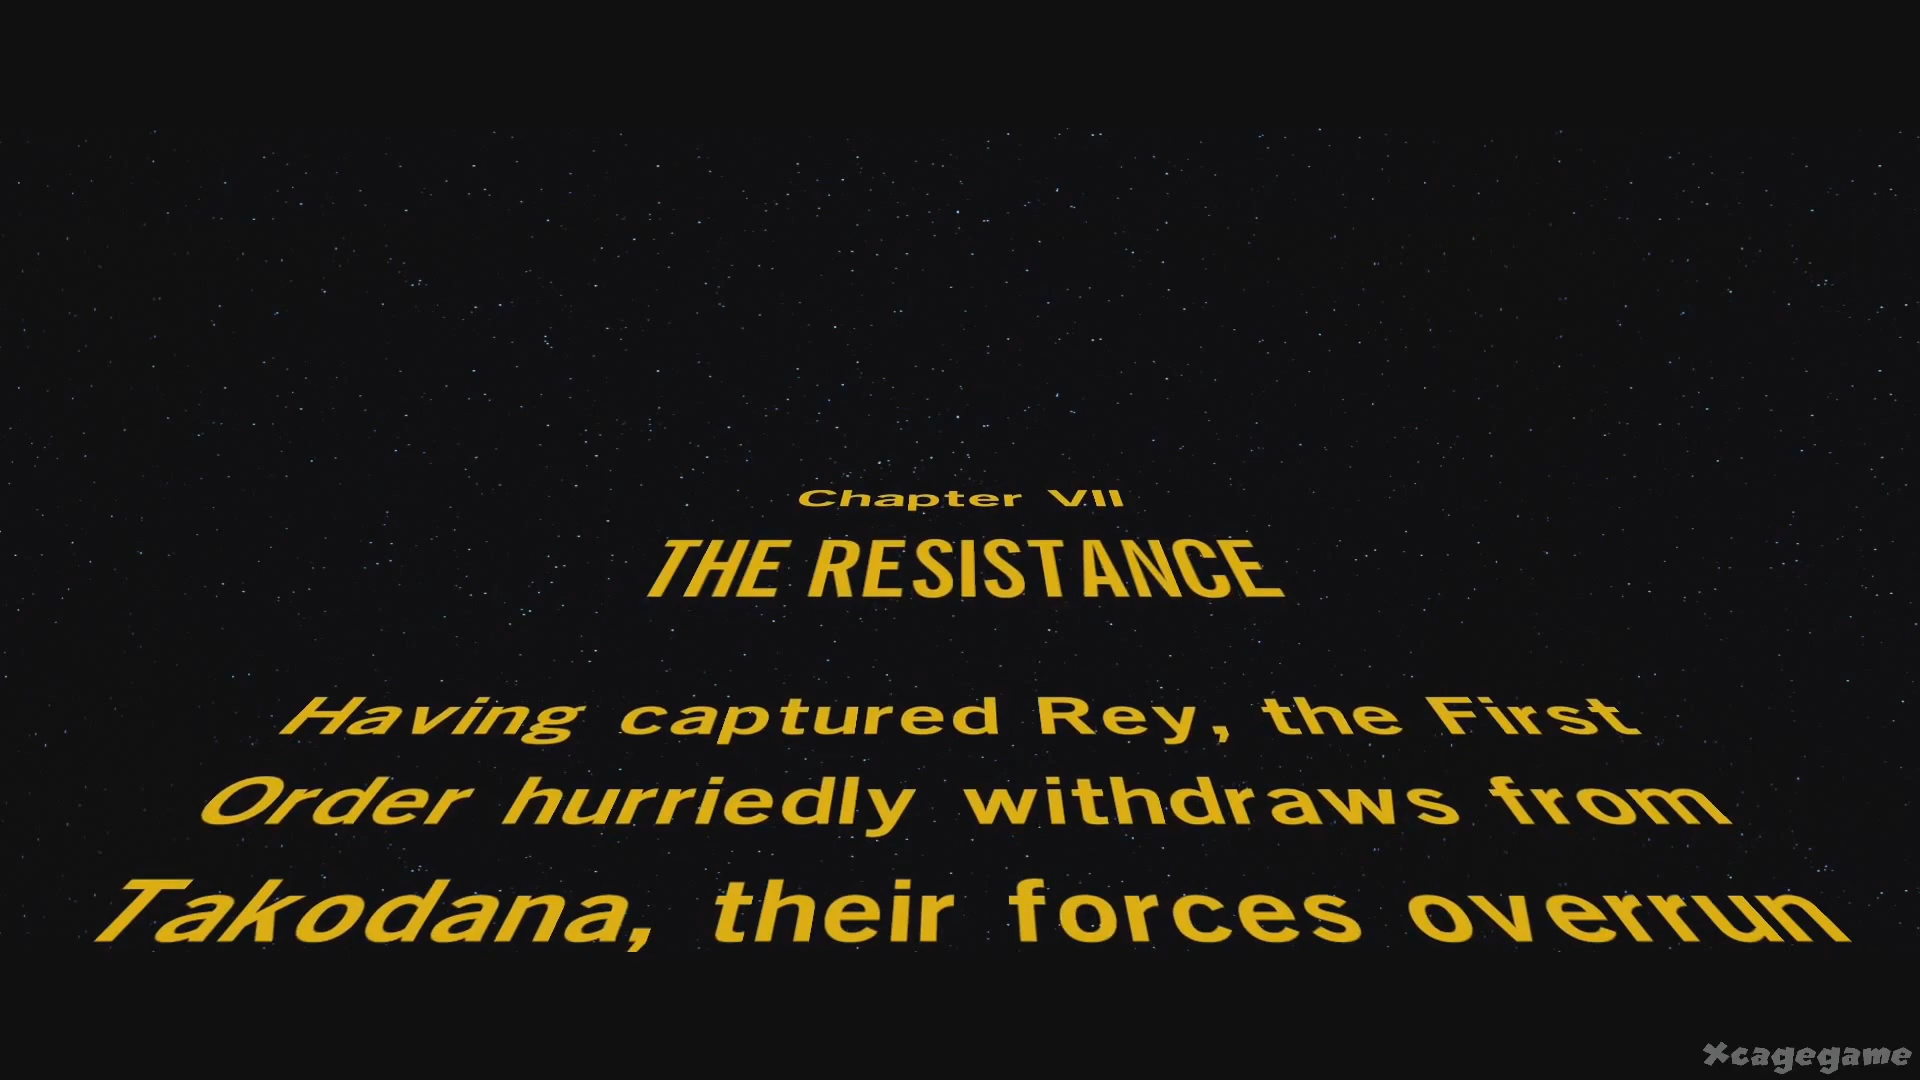 Chapter VII
THE RESISTANCE
Having captured Rey, the First
Order hurriedly withdraws from
Takodana, their forces overrun
Xcagegame